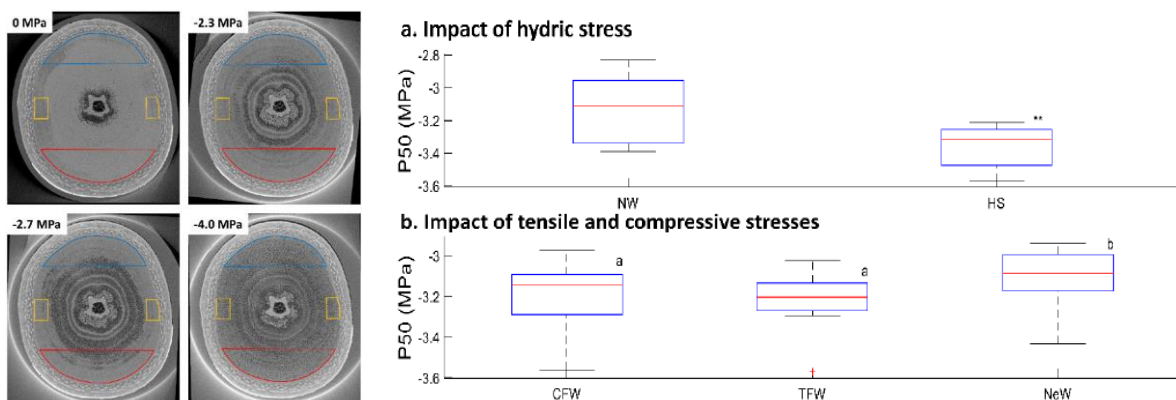 0 MPa
-2.3 MPa
-2.7 MPa
-4.0 MPa
a. Impact of hydric stress
P50 (MPa)
-2.8
-3
-3.2
-3.4
-3.6
**
NW
HS
b. Impact of tensile and compressive stresses
P50 (MPa)
-3
-3.2
-3.4
-3.6
a
a
b
CFW
TFW
NeW